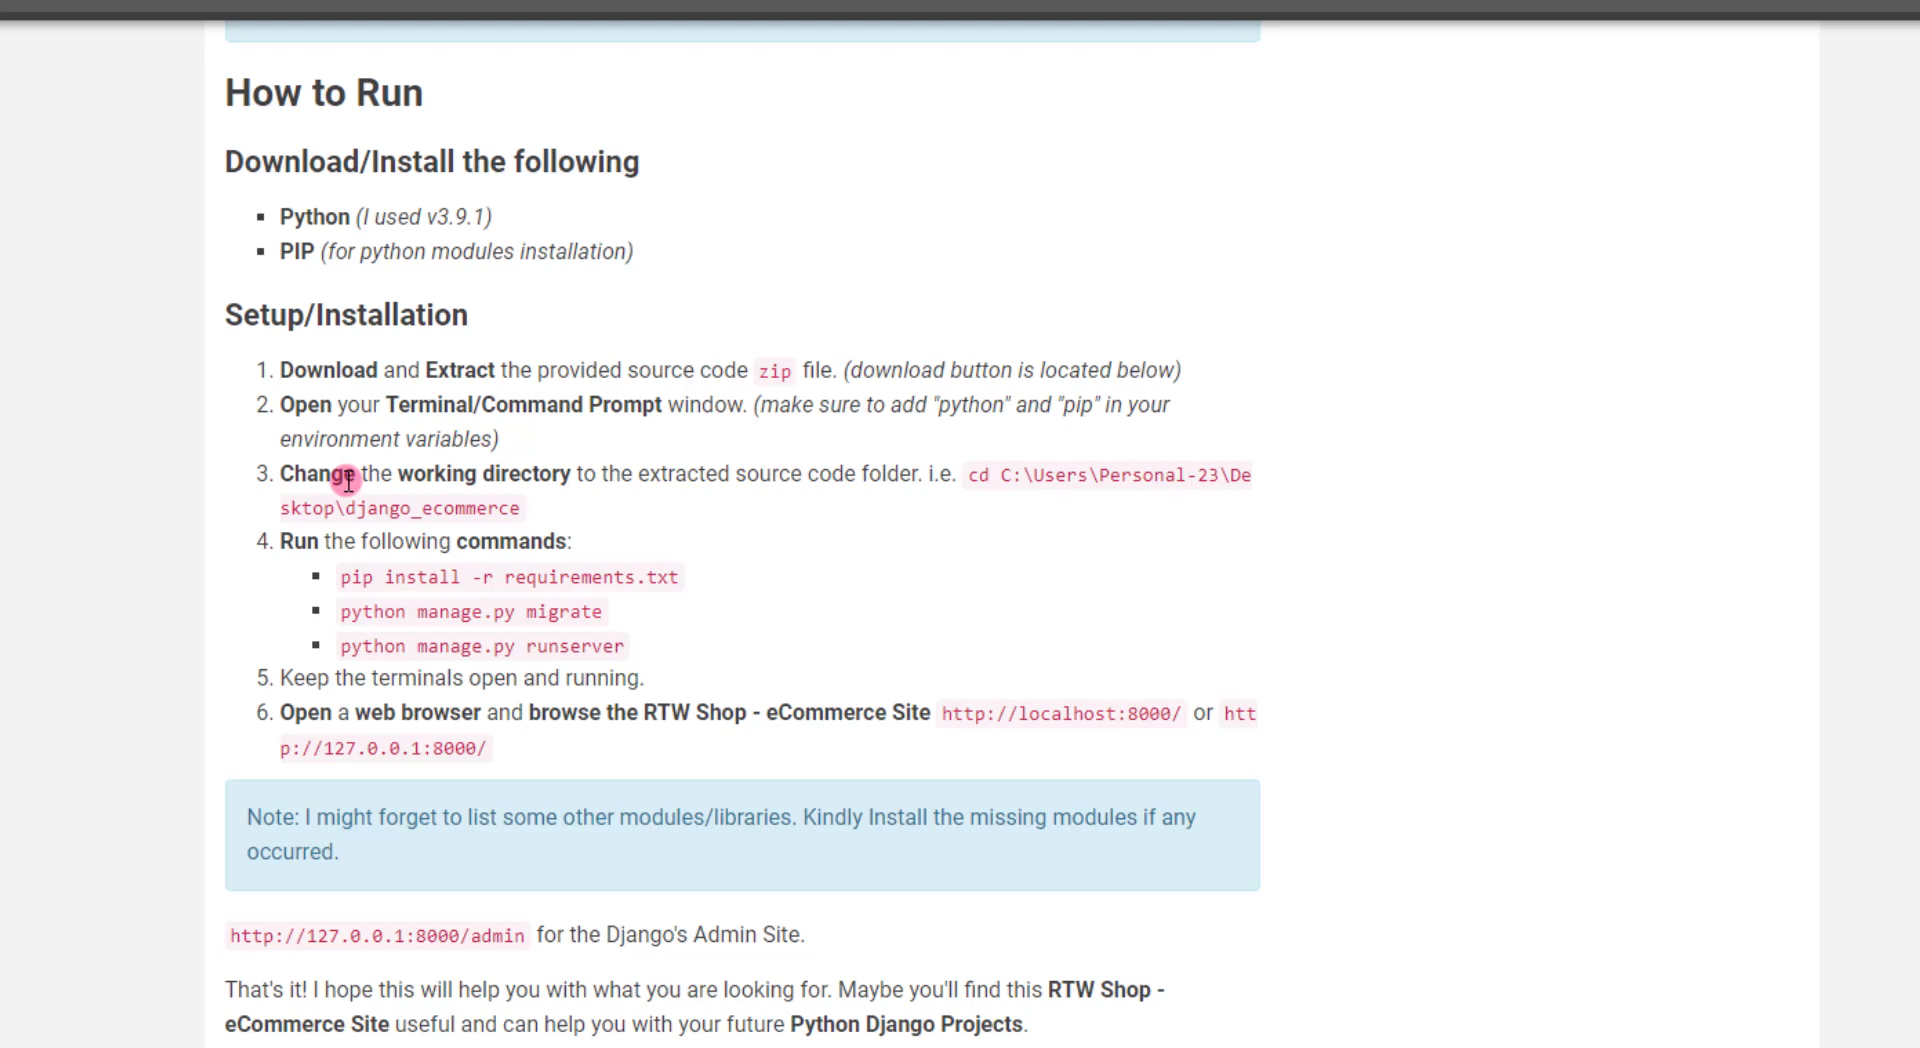 How to Run
Download/Install the following
▪ Python (I used v3.9.1)
▪ PIP (for python modules installation)
Setup/Installation
1. Download and Extract the provided source code zip file. (download button is located below)
2. Open your Terminal/Command Prompt window. (make sure to add "python" and "pip" in your
environment variables)
3. Change the working directory to the extracted source code folder. i.e. cd C:\Users\Personal-23\De
sktop\django_ecommerce
4. Run the following commands:
▪ pip install -r requirements.txt
▪ python manage.py migrate
▪ python manage.py runserver
5. Keep the terminals open and running.
6. Open a web browser and browse the RTW Shop - eCommerce Site http://localhost:8000/ or htt
p://127.0.0.1:8000/
Note: I might forget to list some other modules/libraries. Kindly Install the missing modules if any
occurred.
http://127.0.0.1:8000/admin for the Django's Admin Site.
That's it! I hope this will help you with what you are looking for. Maybe you'll find this RTW Shop -
eCommerce Site useful and can help you with your future Python Django Projects.